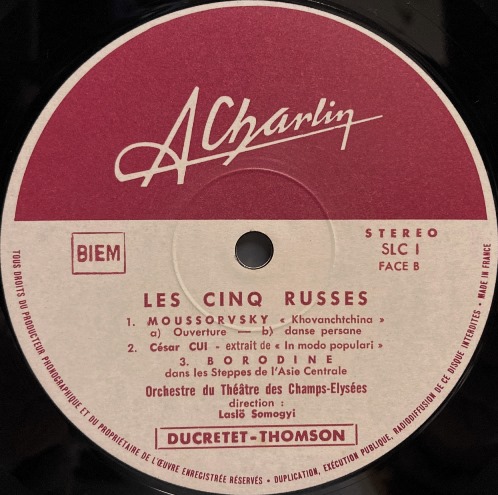 A Charlin
STEREO
BIEM
SLC 1
FACE B
LES CINQ RUSSES
1. MOUSSORVSKY « Khovanchtchina »
a) Ouverture — b) danse persane
2. César CUI - extrait de « In modo populari »
3. BORODINE
dans les Steppes de l'Asie Centrale
Orchestre du Théâtre des Champs-Elysées
direction :
Laslö Somogyi
DUCRETET-THOMSON
TOUS DROITS DU PRODUCTEUR PHONOGRAPHIQUE ET DU PROPRIÉTAIRE DE L'ŒUVRE ENREGISTRÉE RÉSERVÉS • DUPLICATION, EXÉCUTION PUBLIQUE, RADIODIFFUSION DE CE DISQUE INTERDITES • MADE IN FRANCE